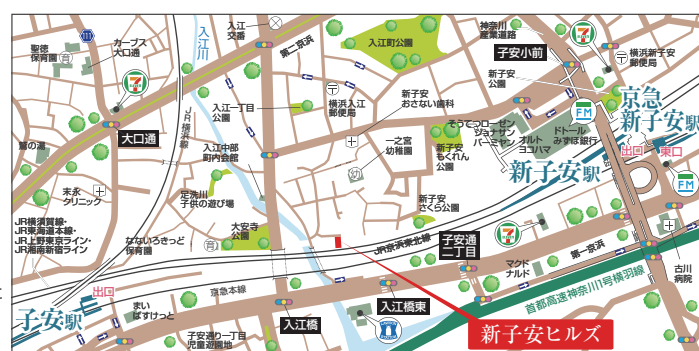 聖徳
保育園
カーブス
大口通
入江
交番
入江川
第二京浜
入江町公園
神奈川
産業道路
子安小前
横浜新子安
郵便局
新子安
公園
大口通
JR横浜線
入江一丁目
公園
横浜入江
郵便局
新子安
おさない歯科
そうてつローゼン
ジョナサン
バーミヤン
オルト
ヨコハマ
ドトール
みずほ銀行
京急
新子安駅
出口
東口
入江中部
町内会館
一之宮
幼稚園
新子安
もくれん
公園
新子安駅
末永
クリニック
足洗川
子供の遊び場
新子安
さくら公園
JR横須賀線・
JR東海道本線・
JR上野東京ライン・
JR湘南新宿ライン
なないろきっど
保育園
大安寺
公園
JR京浜東北線
子安通
二丁目
マクド
ナルド
第一京浜
古川
病院
出口
子安駅
まい
ばすけっと
京急本線
入江橋
入江橋東
首都高速神奈川1号横羽線
子安通り一丁目
児童遊園地
新子安ヒルズ